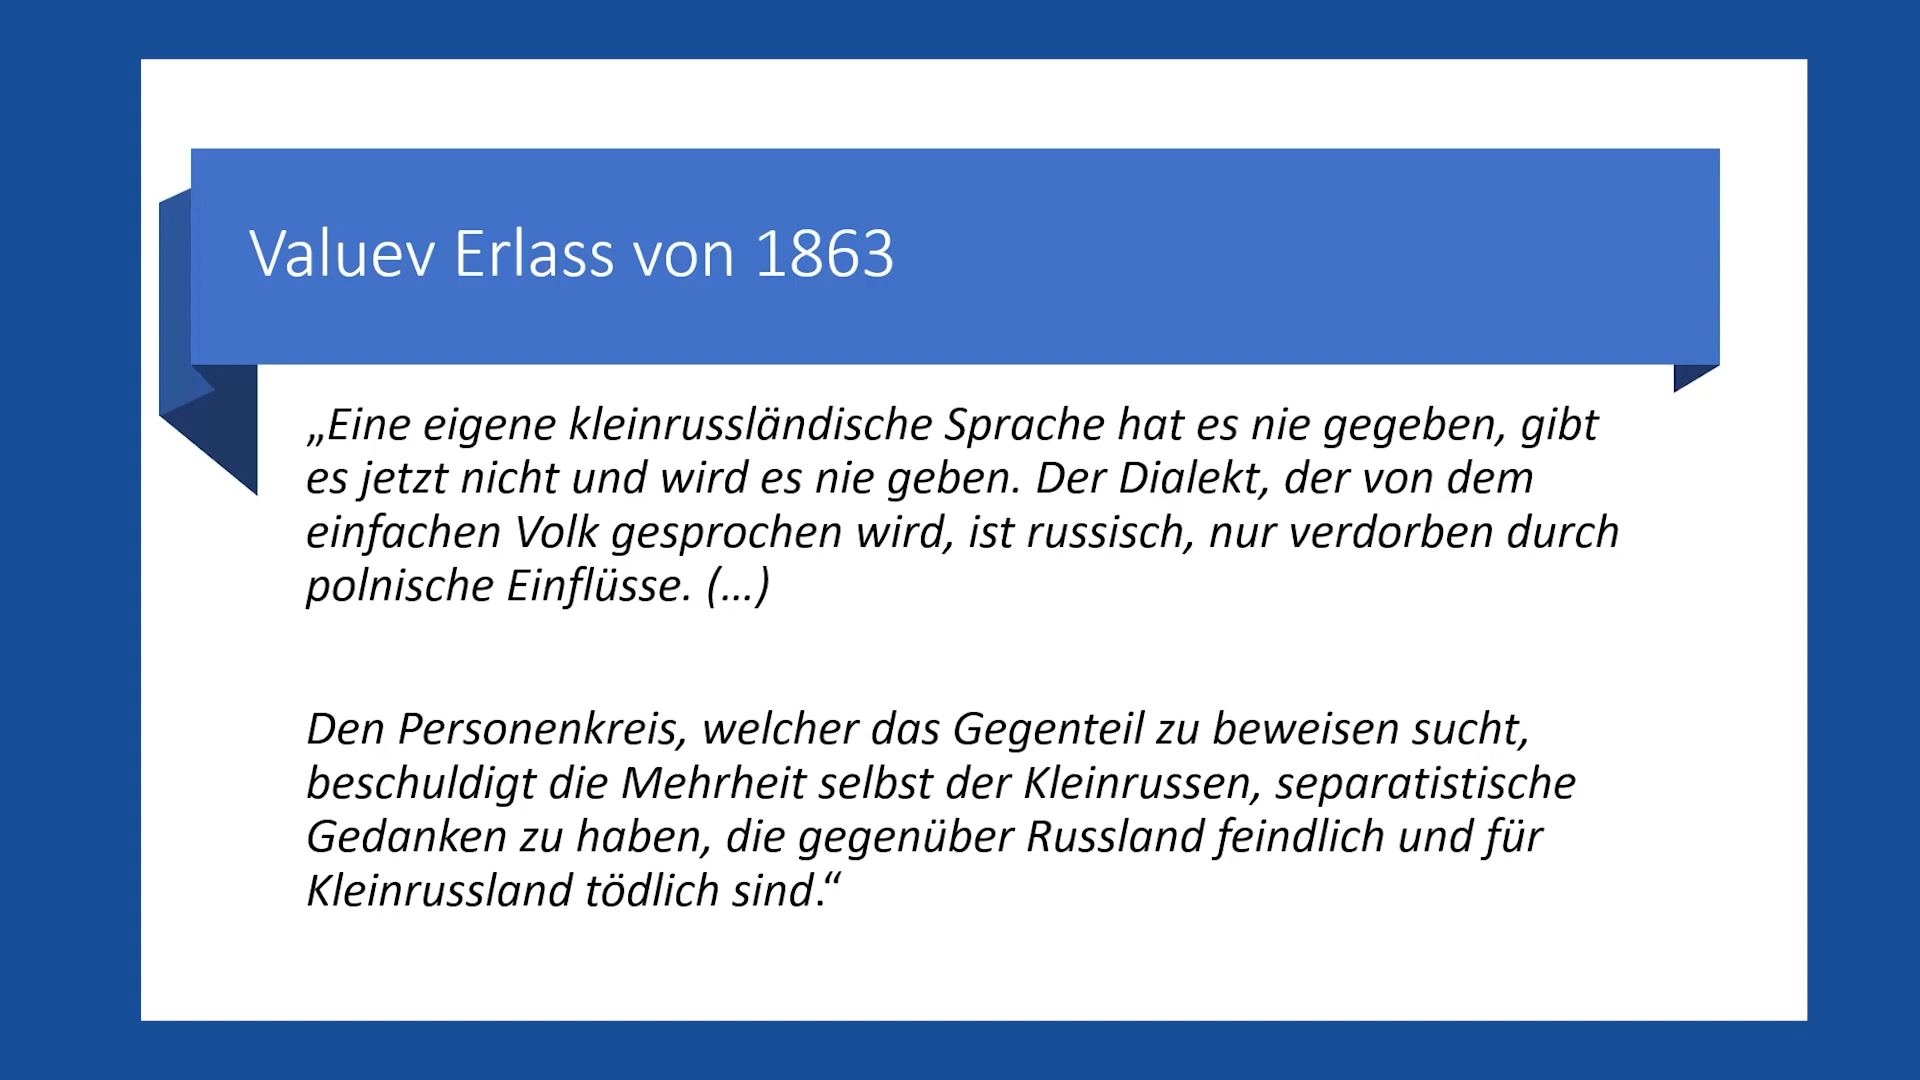 Valuev Erlass von 1863
„Eine eigene kleinrussländische Sprache hat es nie gegeben, gibt
es jetzt nicht und wird es nie geben. Der Dialekt, der von dem
einfachen Volk gesprochen wird, ist russisch, nur verdorben durch
polnische Einflüsse. (…)
Den Personenkreis, welcher das Gegenteil zu beweisen sucht,
beschuldigt die Mehrheit selbst der Kleinrussen, separatistische
Gedanken zu haben, die gegenüber Russland feindlich und für
Kleinrussland tödlich sind.“